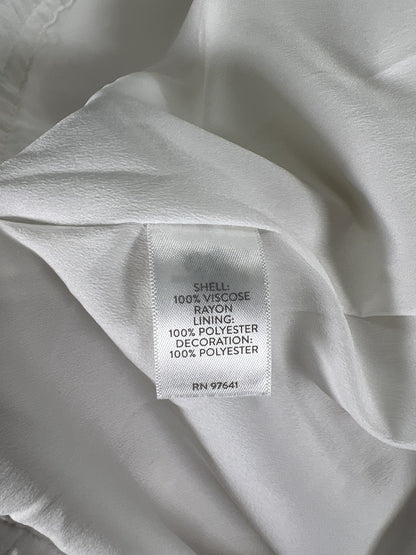 SHELL:
100% VISCOSE
RAYON
LINING:
100% POLYESTER
DECORATION:
100% POLYESTER
RN 97641